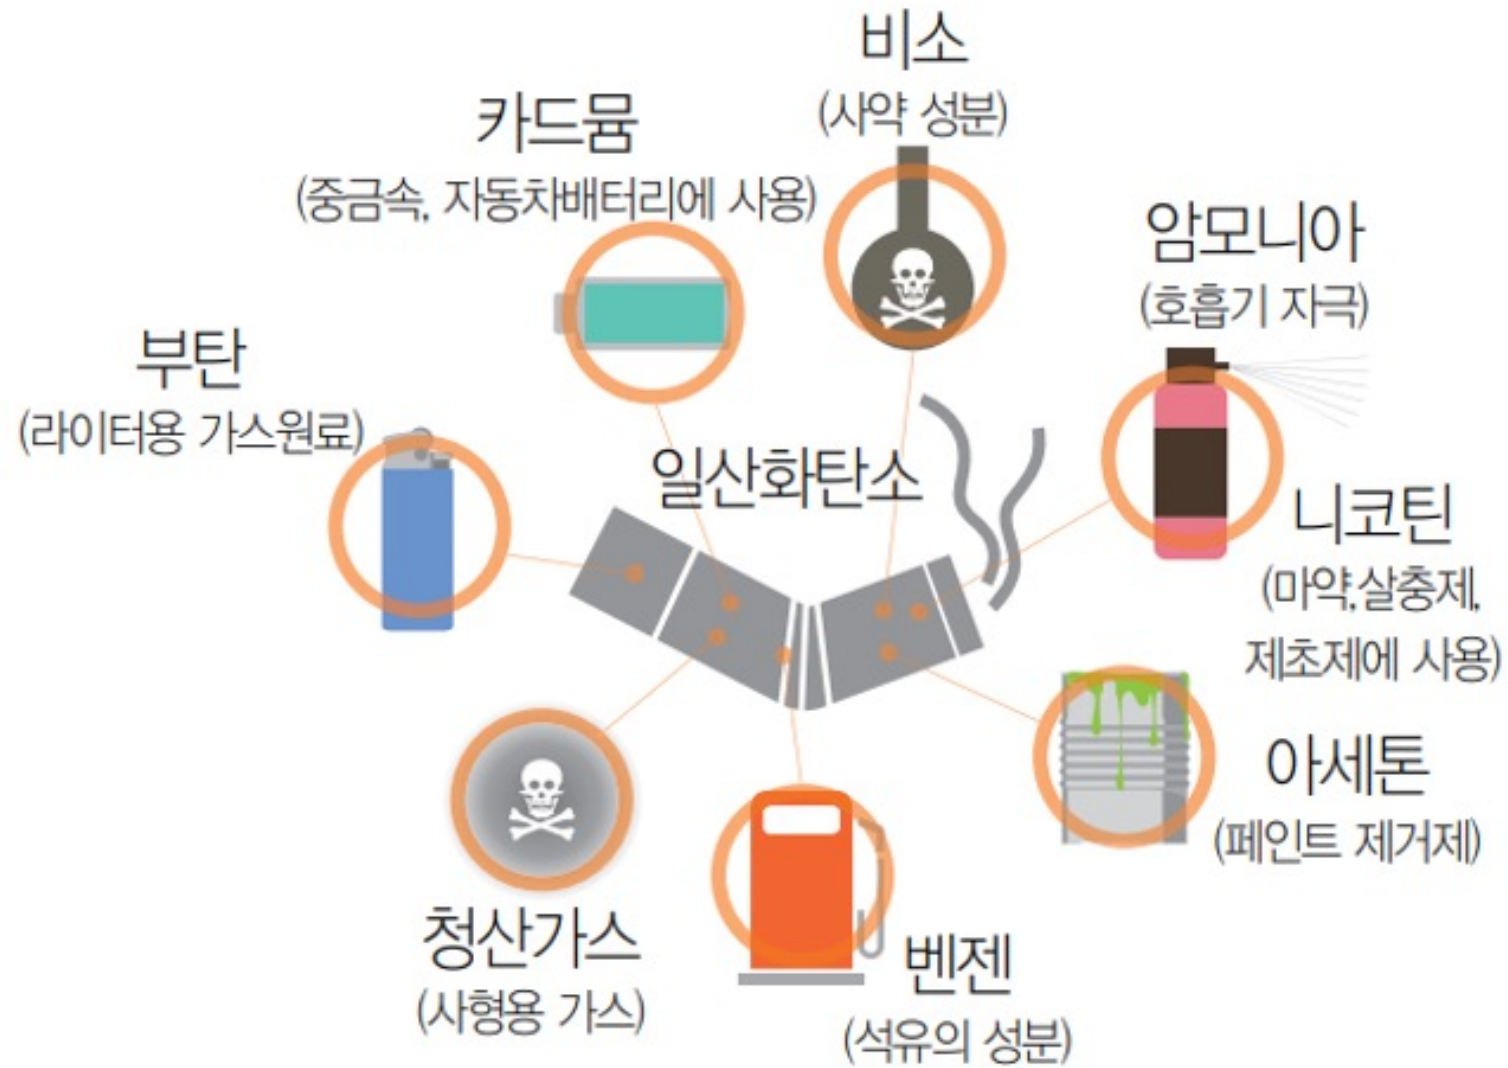 비소
(사약 성분)
카드뮴
(중금속, 자동차배터리에 사용)
암모니아
(호흡기 자극)
부탄
(라이터용 가스원료)
일산화탄소
니코틴
(마약,살충제,
제초제에 사용)
아세톤
(페인트 제거제)
청산가스
(사형용 가스)
벤젠
(석유의 성분)